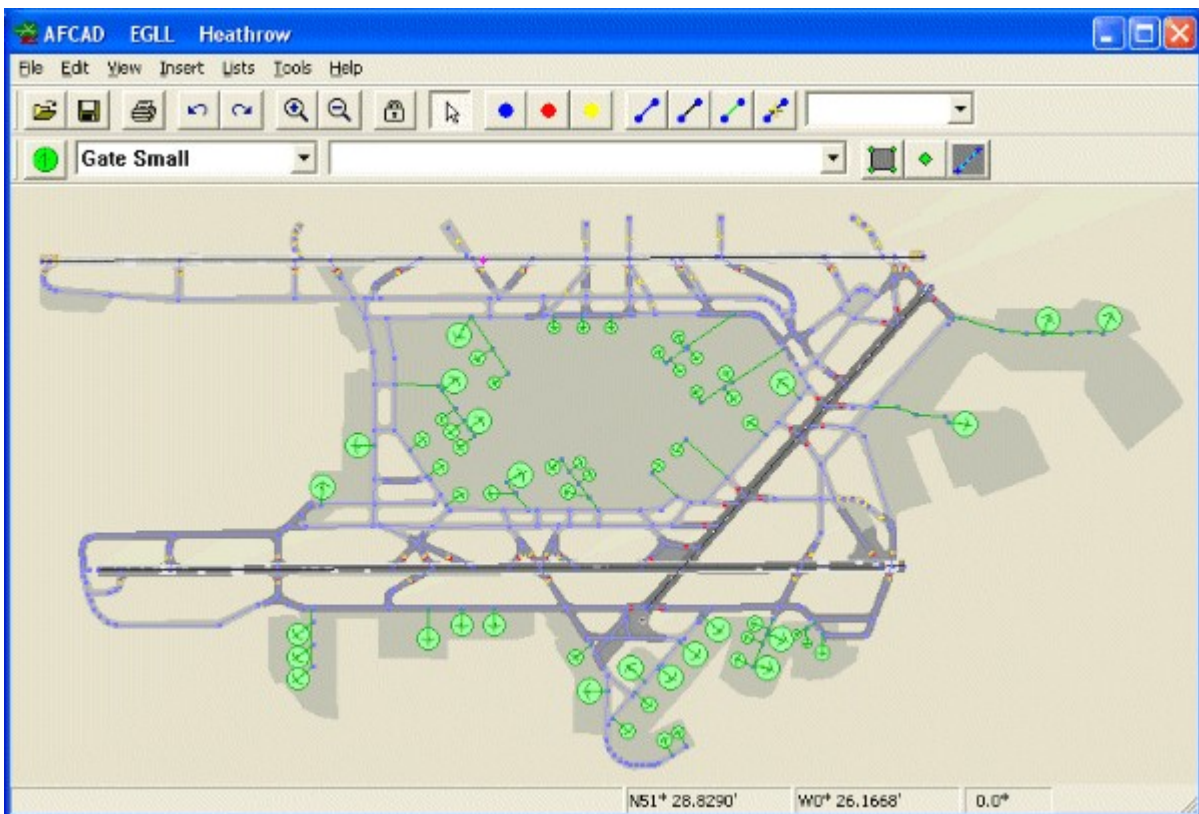 AFCAD EGLL Heathrow
File Edit View Insert Lists Tools Help
Gate Small
N51* 28.8290' W0* 26.1668' 0.0*